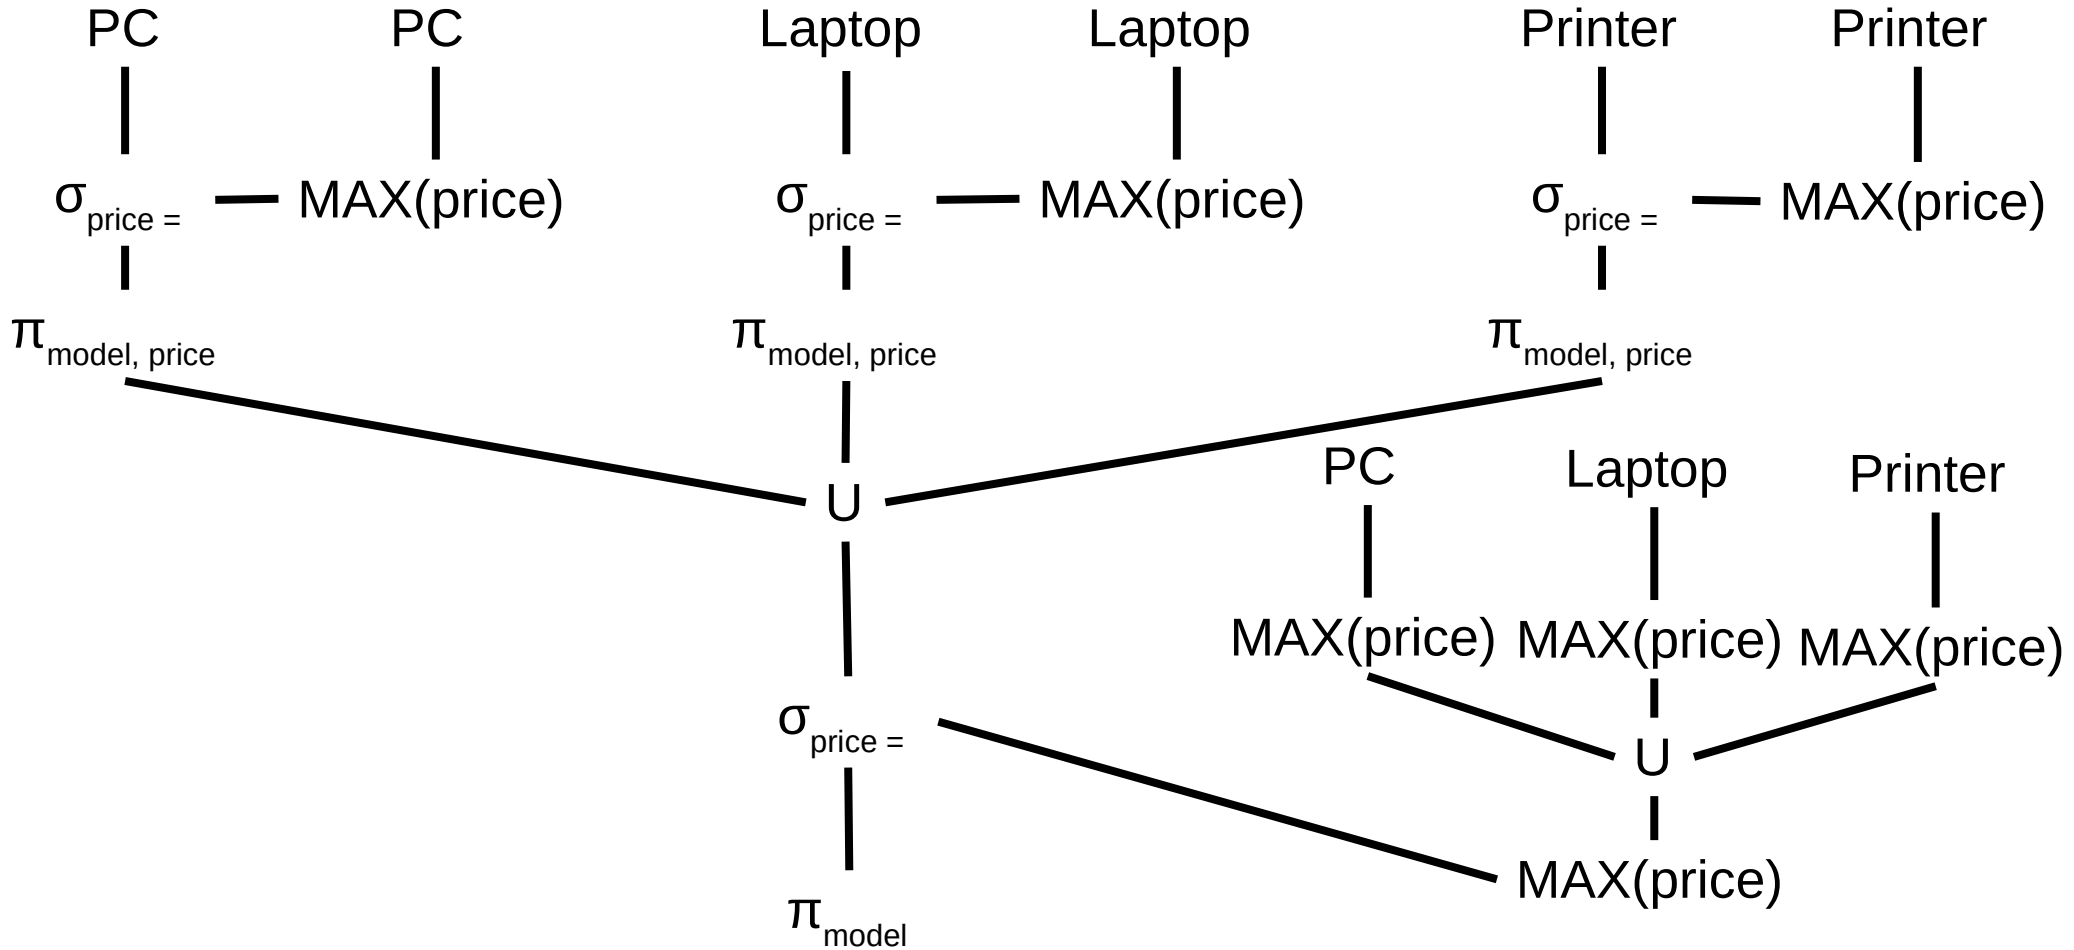 PC PC Laptop Laptop Printer Printer
σprice = MAX(price) σprice = MAX(price) σprice = MAX(price)
πmodel, price πmodel, price πmodel, price
PC Laptop Printer
U
MAX(price) MAX(price) MAX(price)
σprice = U
MAX(price)
πmodel